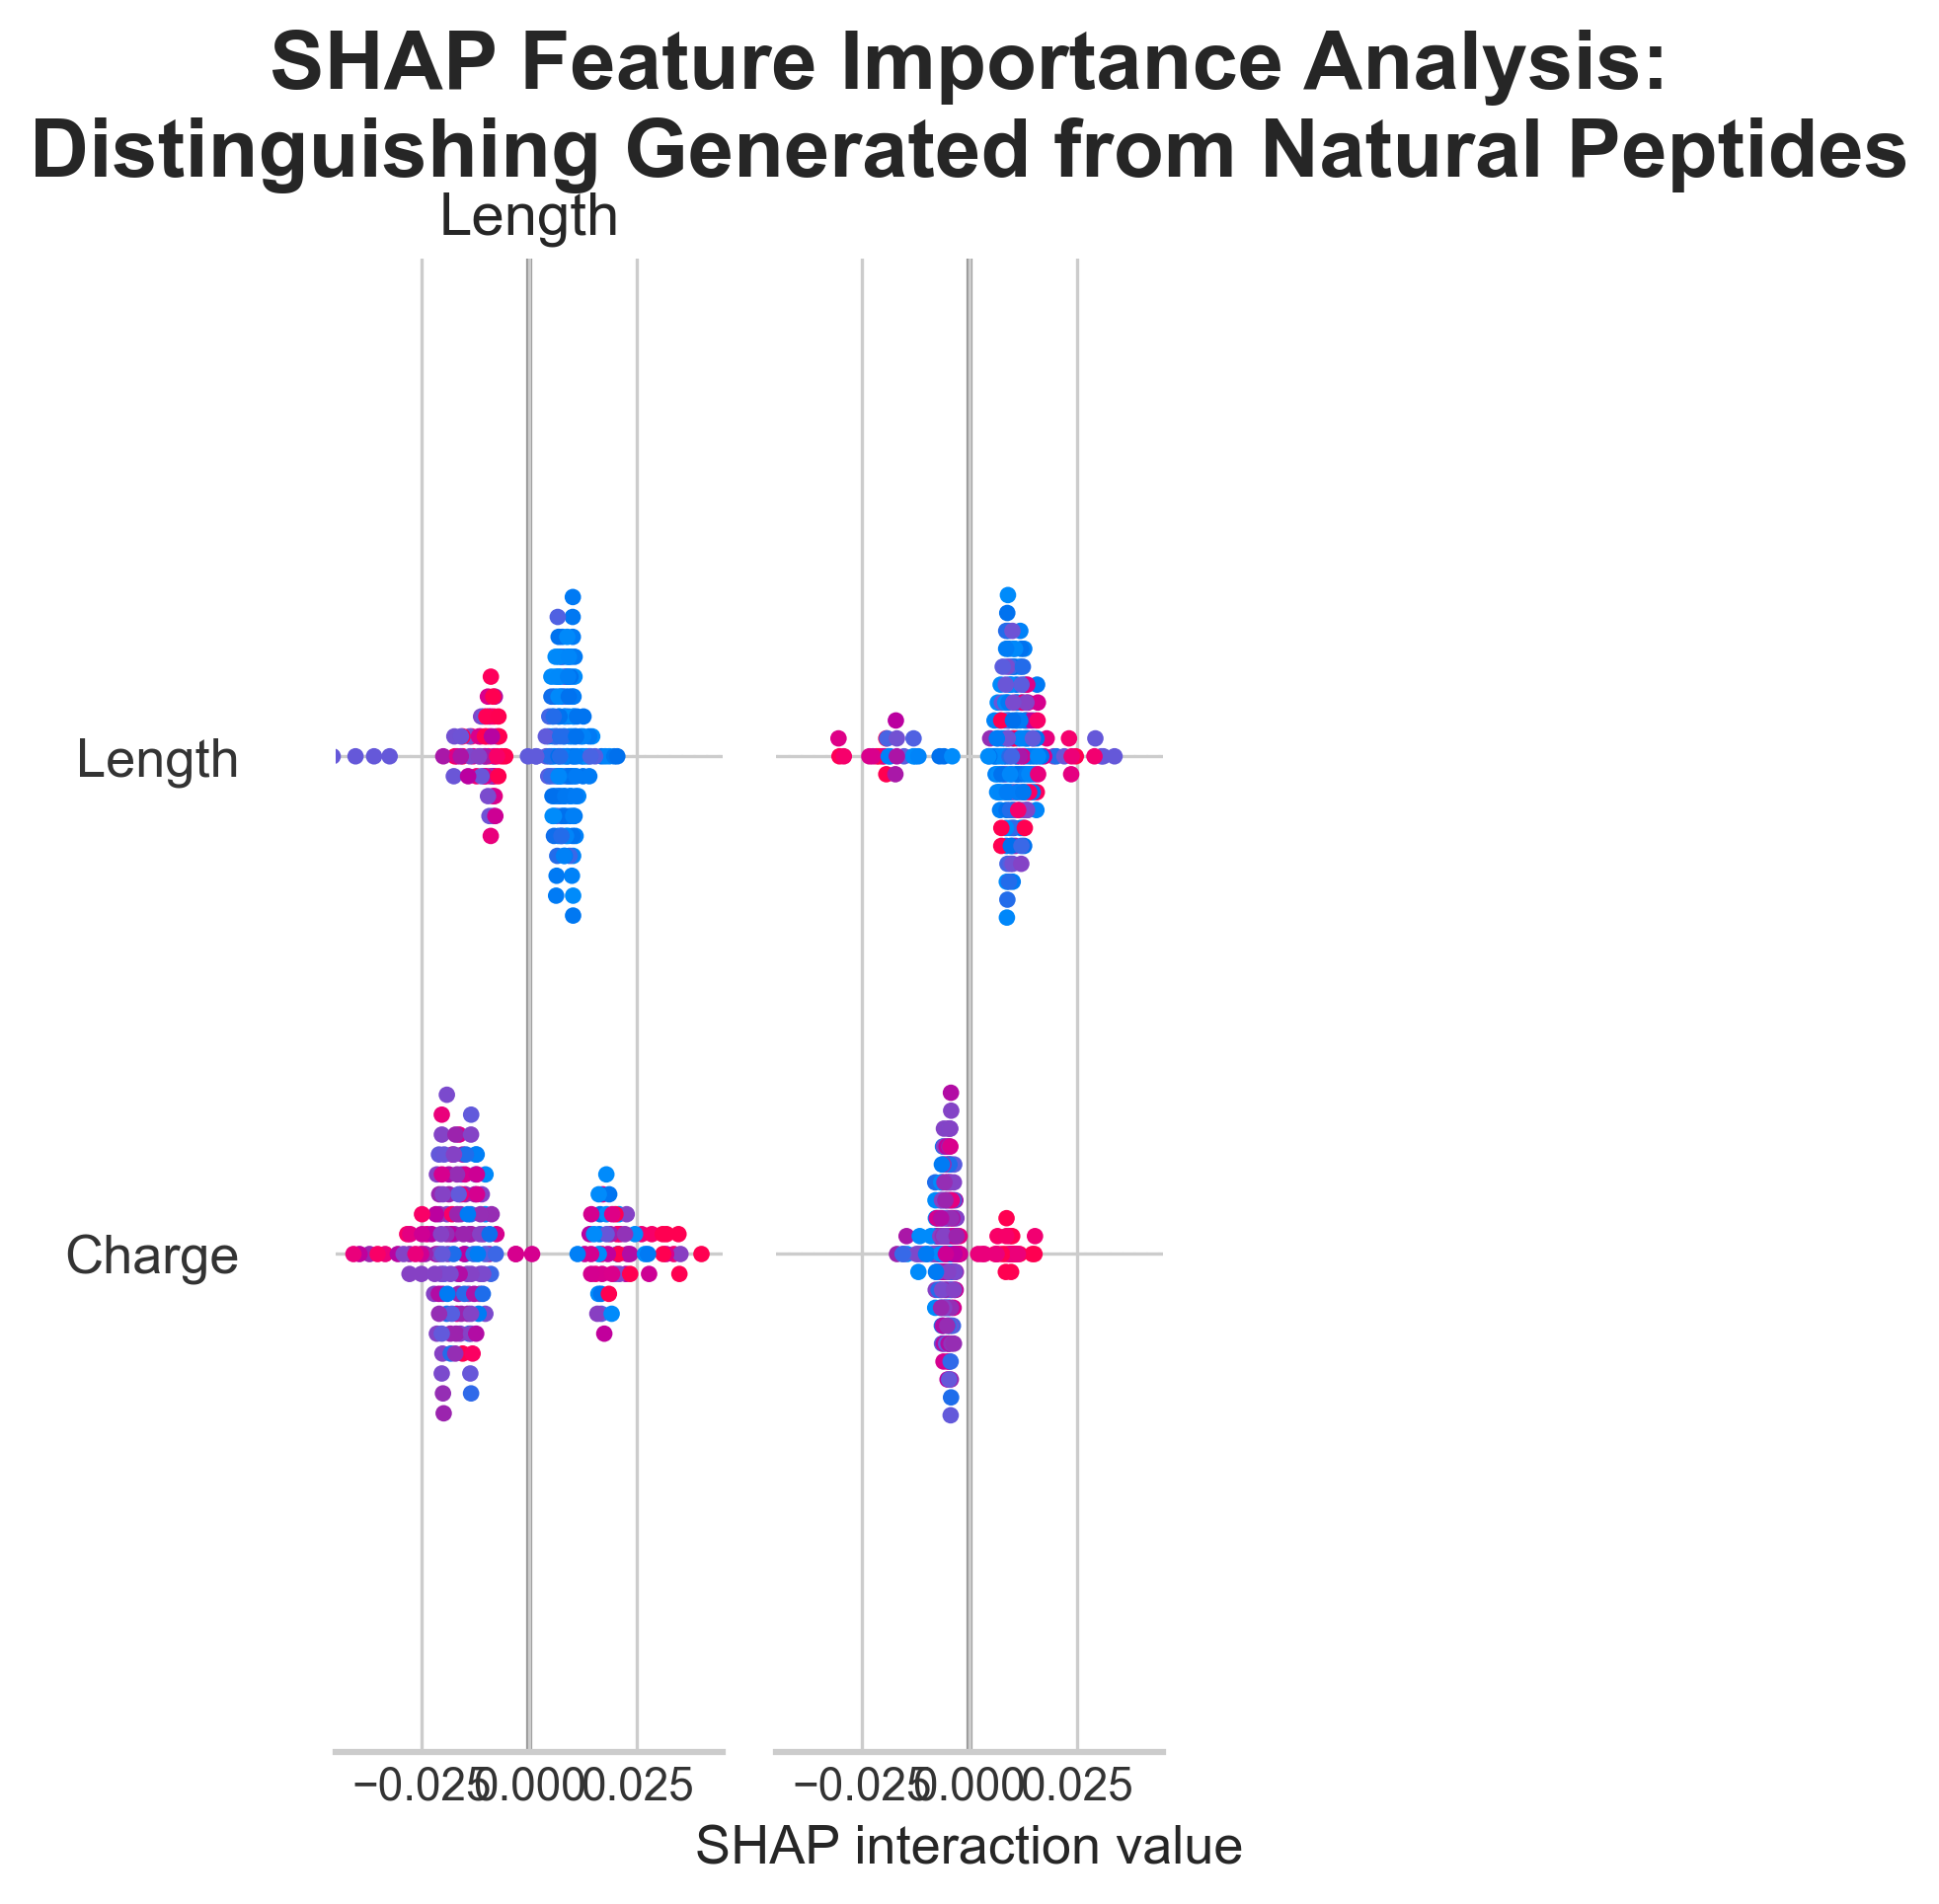 SHAP Feature Importance Analysis:
Distinguishing Generated from Natural Peptides
Length
Length
Charge
−0.025 0.000 0.025 −0.025 0.000 0.025
SHAP interaction value